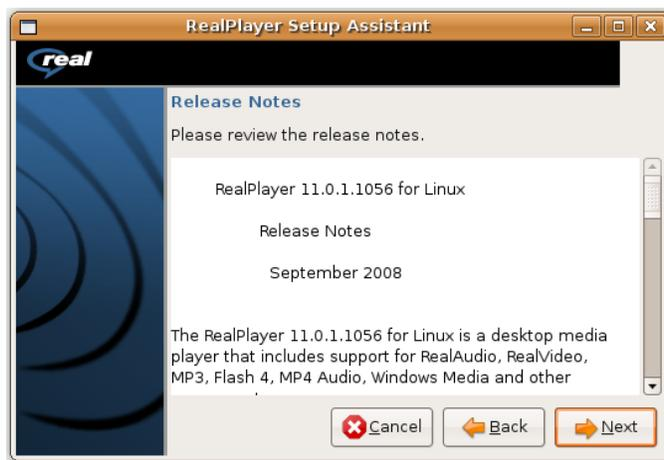 RealPlayer Setup Assistant
real
Release Notes
Please review the release notes.
RealPlayer 11.0.1.1056 for Linux
Release Notes
September 2008
The RealPlayer 11.0.1.1056 for Linux is a desktop media
player that includes support for RealAudio, RealVideo,
MP3, Flash 4, MP4 Audio, Windows Media and other
Cancel
Back
Next